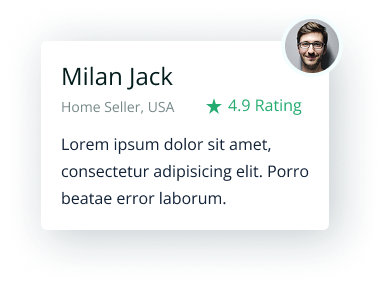 Milan Jack
Home Seller, USA ★ 4.9 Rating
Lorem ipsum dolor sit amet,
consectetur adipisicing elit. Porro
beatae error laborum.